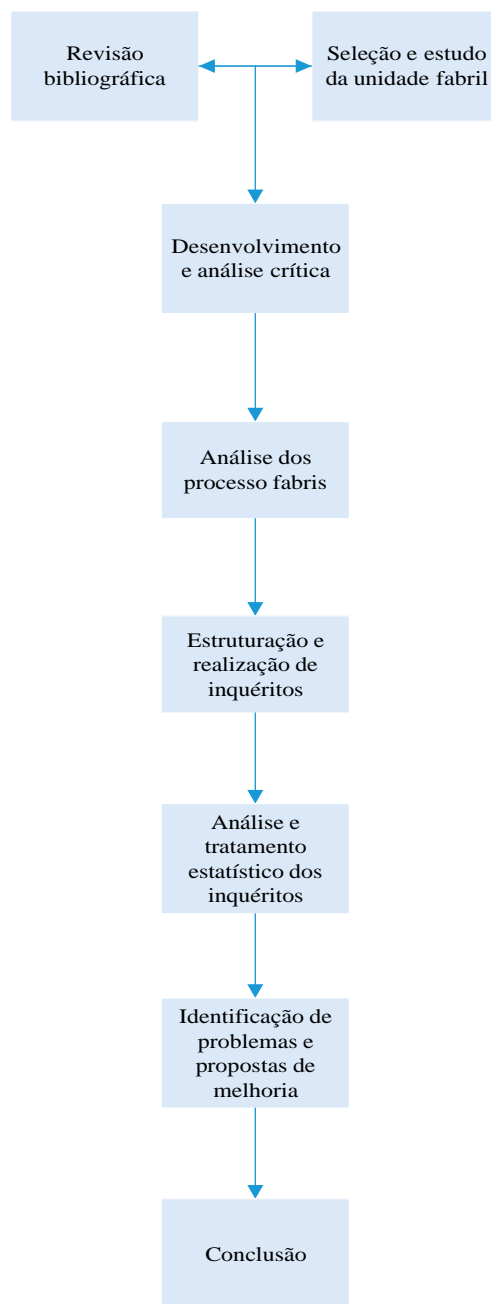 Revisão
bibliográfica
Seleção e estudo
da unidade fabril
Desenvolvimento
e análise crítica
Análise dos
processo fabris
Estruturação e
realização de
inquéritos
Análise e
tratamento
estatístico dos
inquéritos
Identificação de
problemas e
propostas de
melhoria
Conclusão